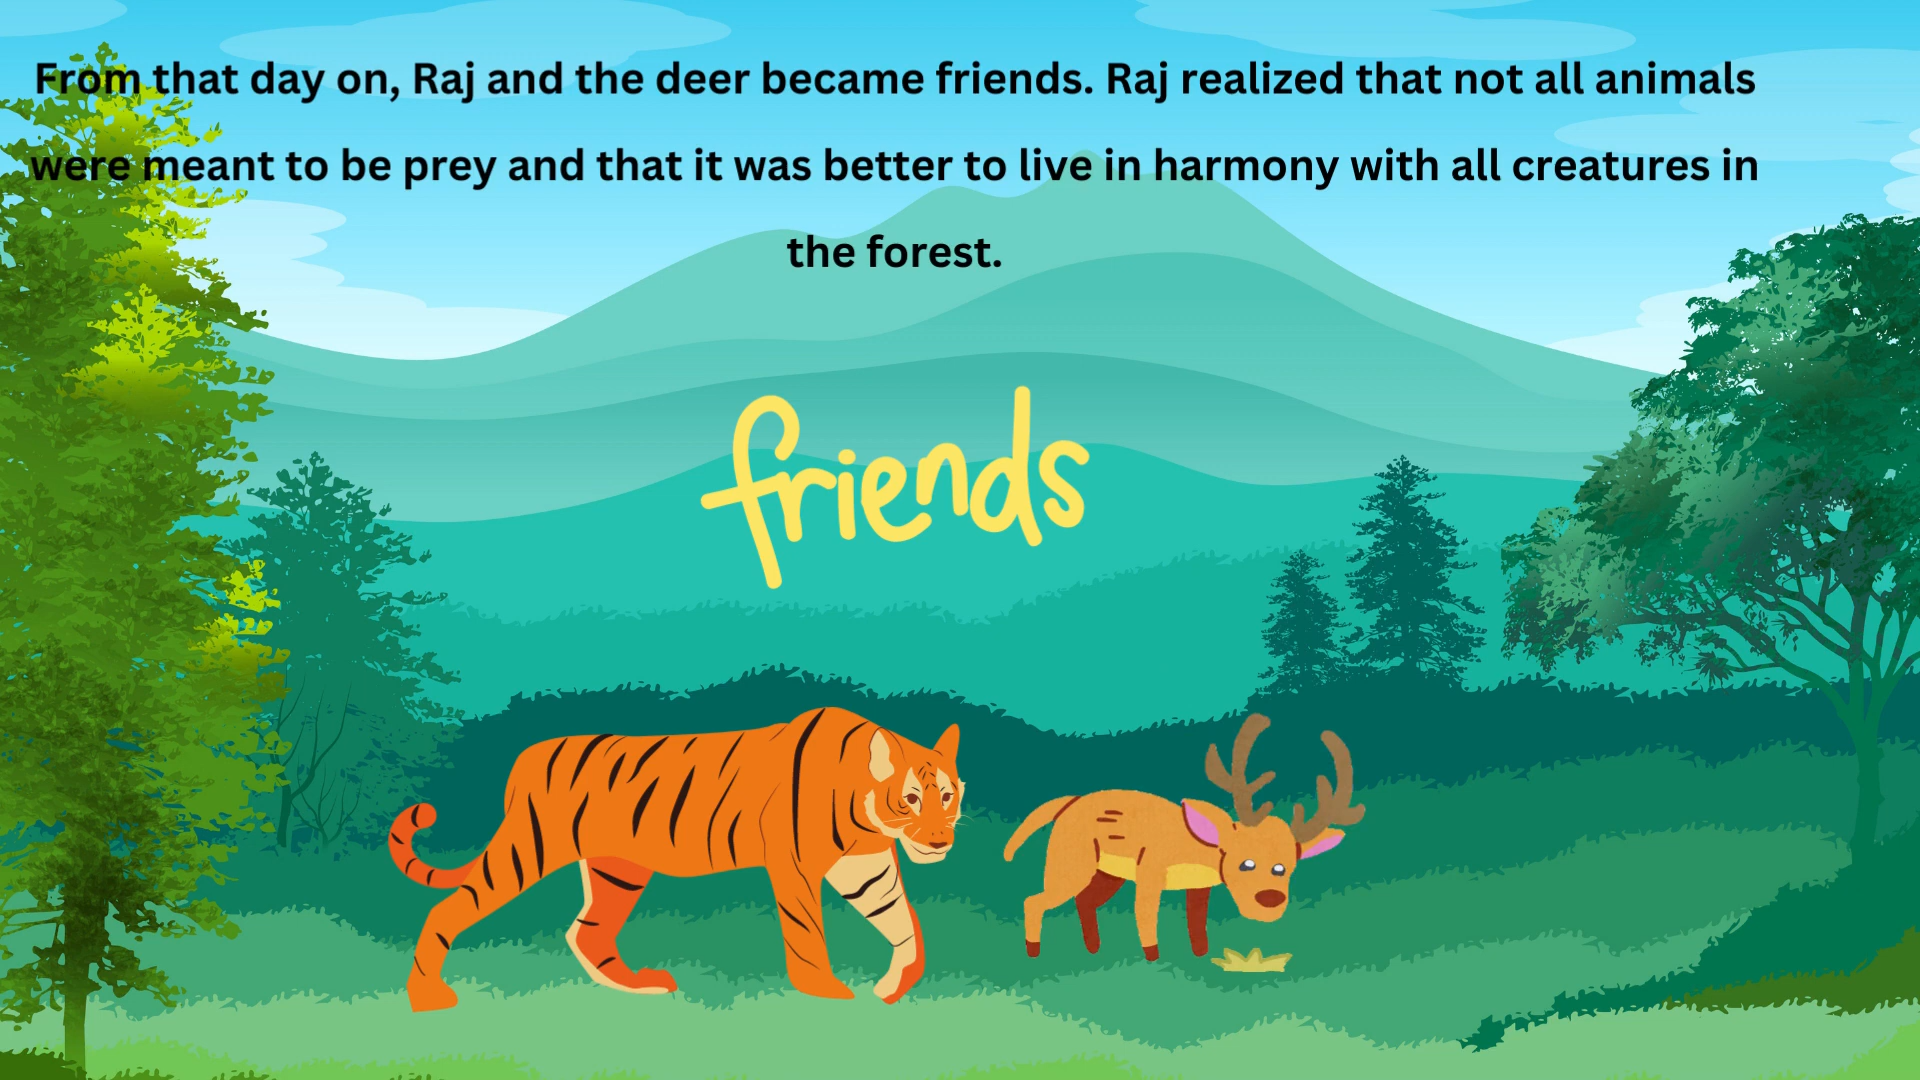 From that day on, Raj and the deer became friends. Raj realized that not all animals
were meant to be prey and that it was better to live in harmony with all creatures in
the forest.
friends